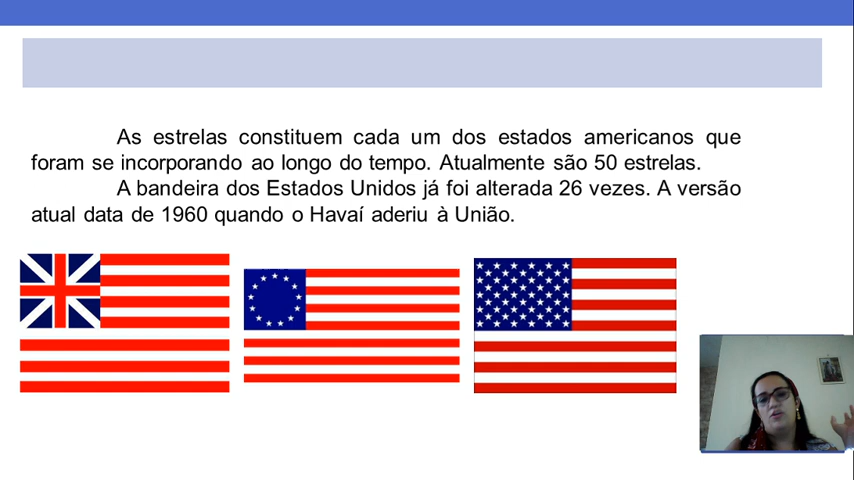 As estrelas constituem cada um dos estados americanos que
foram se incorporando ao longo do tempo. Atualmente são 50 estrelas.
A bandeira dos Estados Unidos já foi alterada 26 vezes. A versão
atual data de 1960 quando o Havaí aderiu à União.